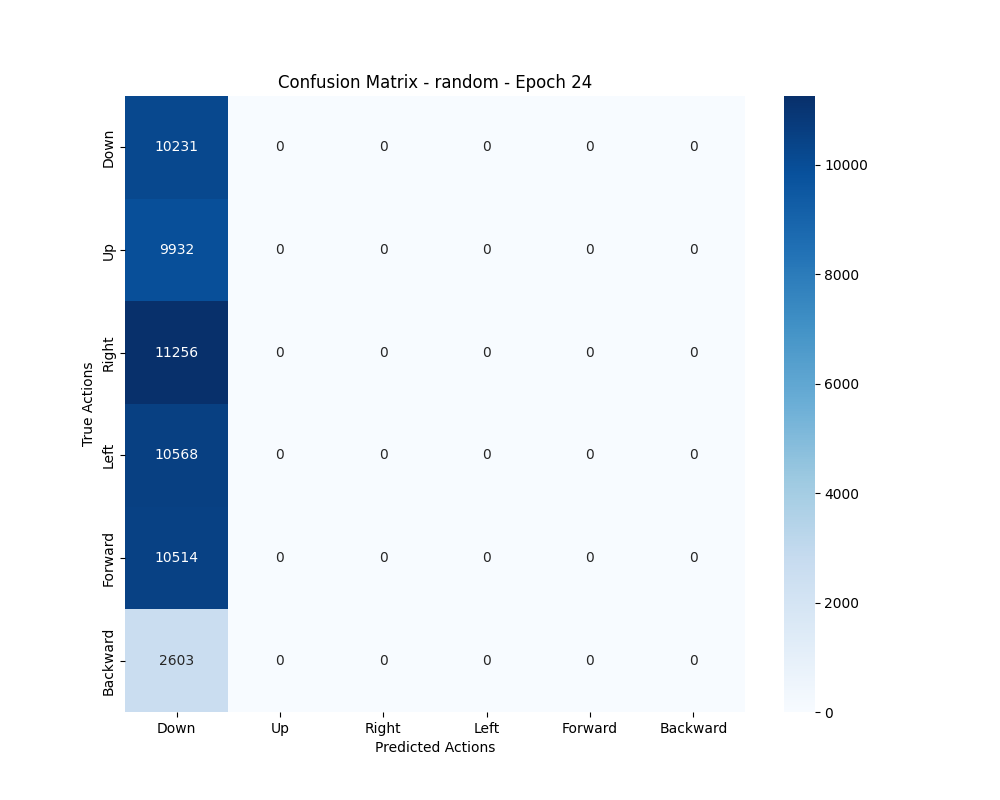 Confusion Matrix - random - Epoch 24
True Actions
Down 10231 0 0 0 0 0
Up 9932 0 0 0 0 0
Right 11256 0 0 0 0 0
Left 10568 0 0 0 0 0
Forward 10514 0 0 0 0 0
Backward 2603 0 0 0 0 0
Down Up Right Left Forward Backward
Predicted Actions
10000
8000
6000
4000
2000
0